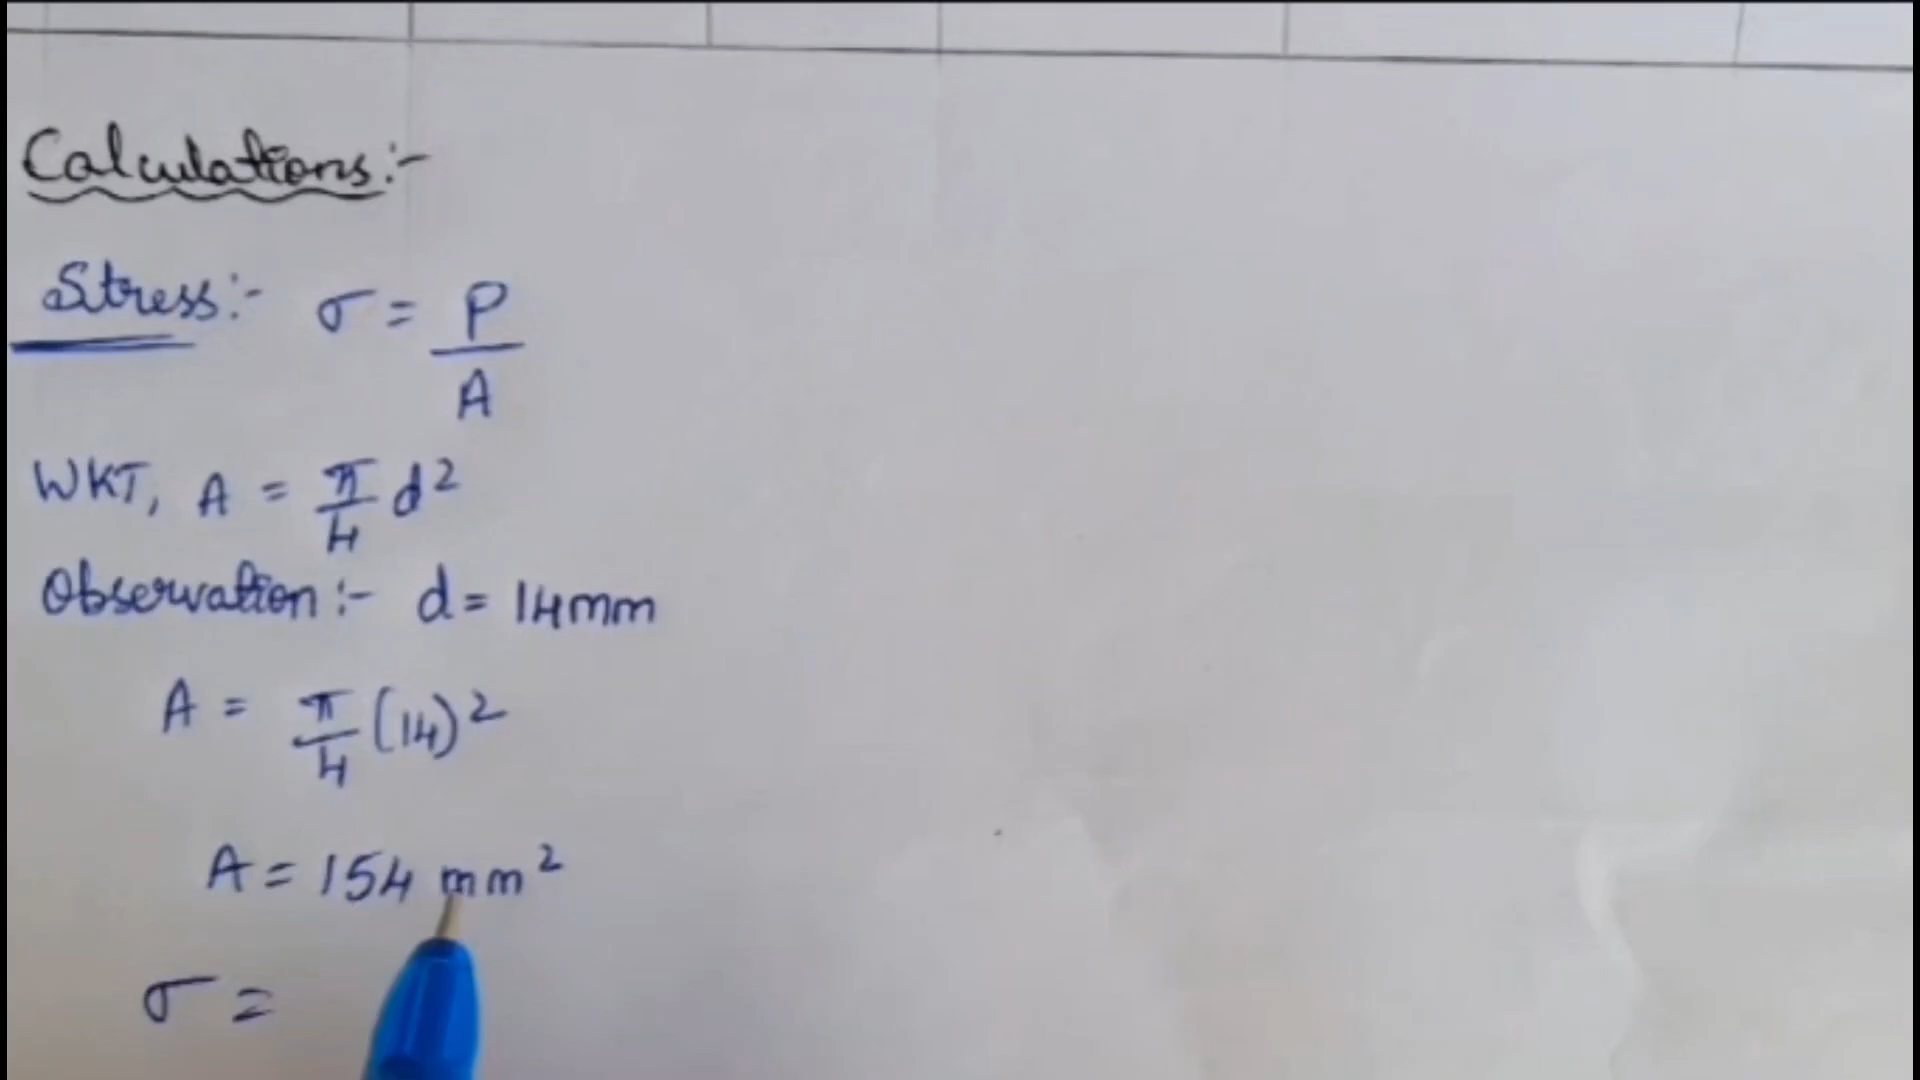 Calculations:-
Stress:- σ = P/A
WKT, A = π/4 d²
Observation:- d = 14mm
A = π/4 (14)²
A = 154 mm²
σ =